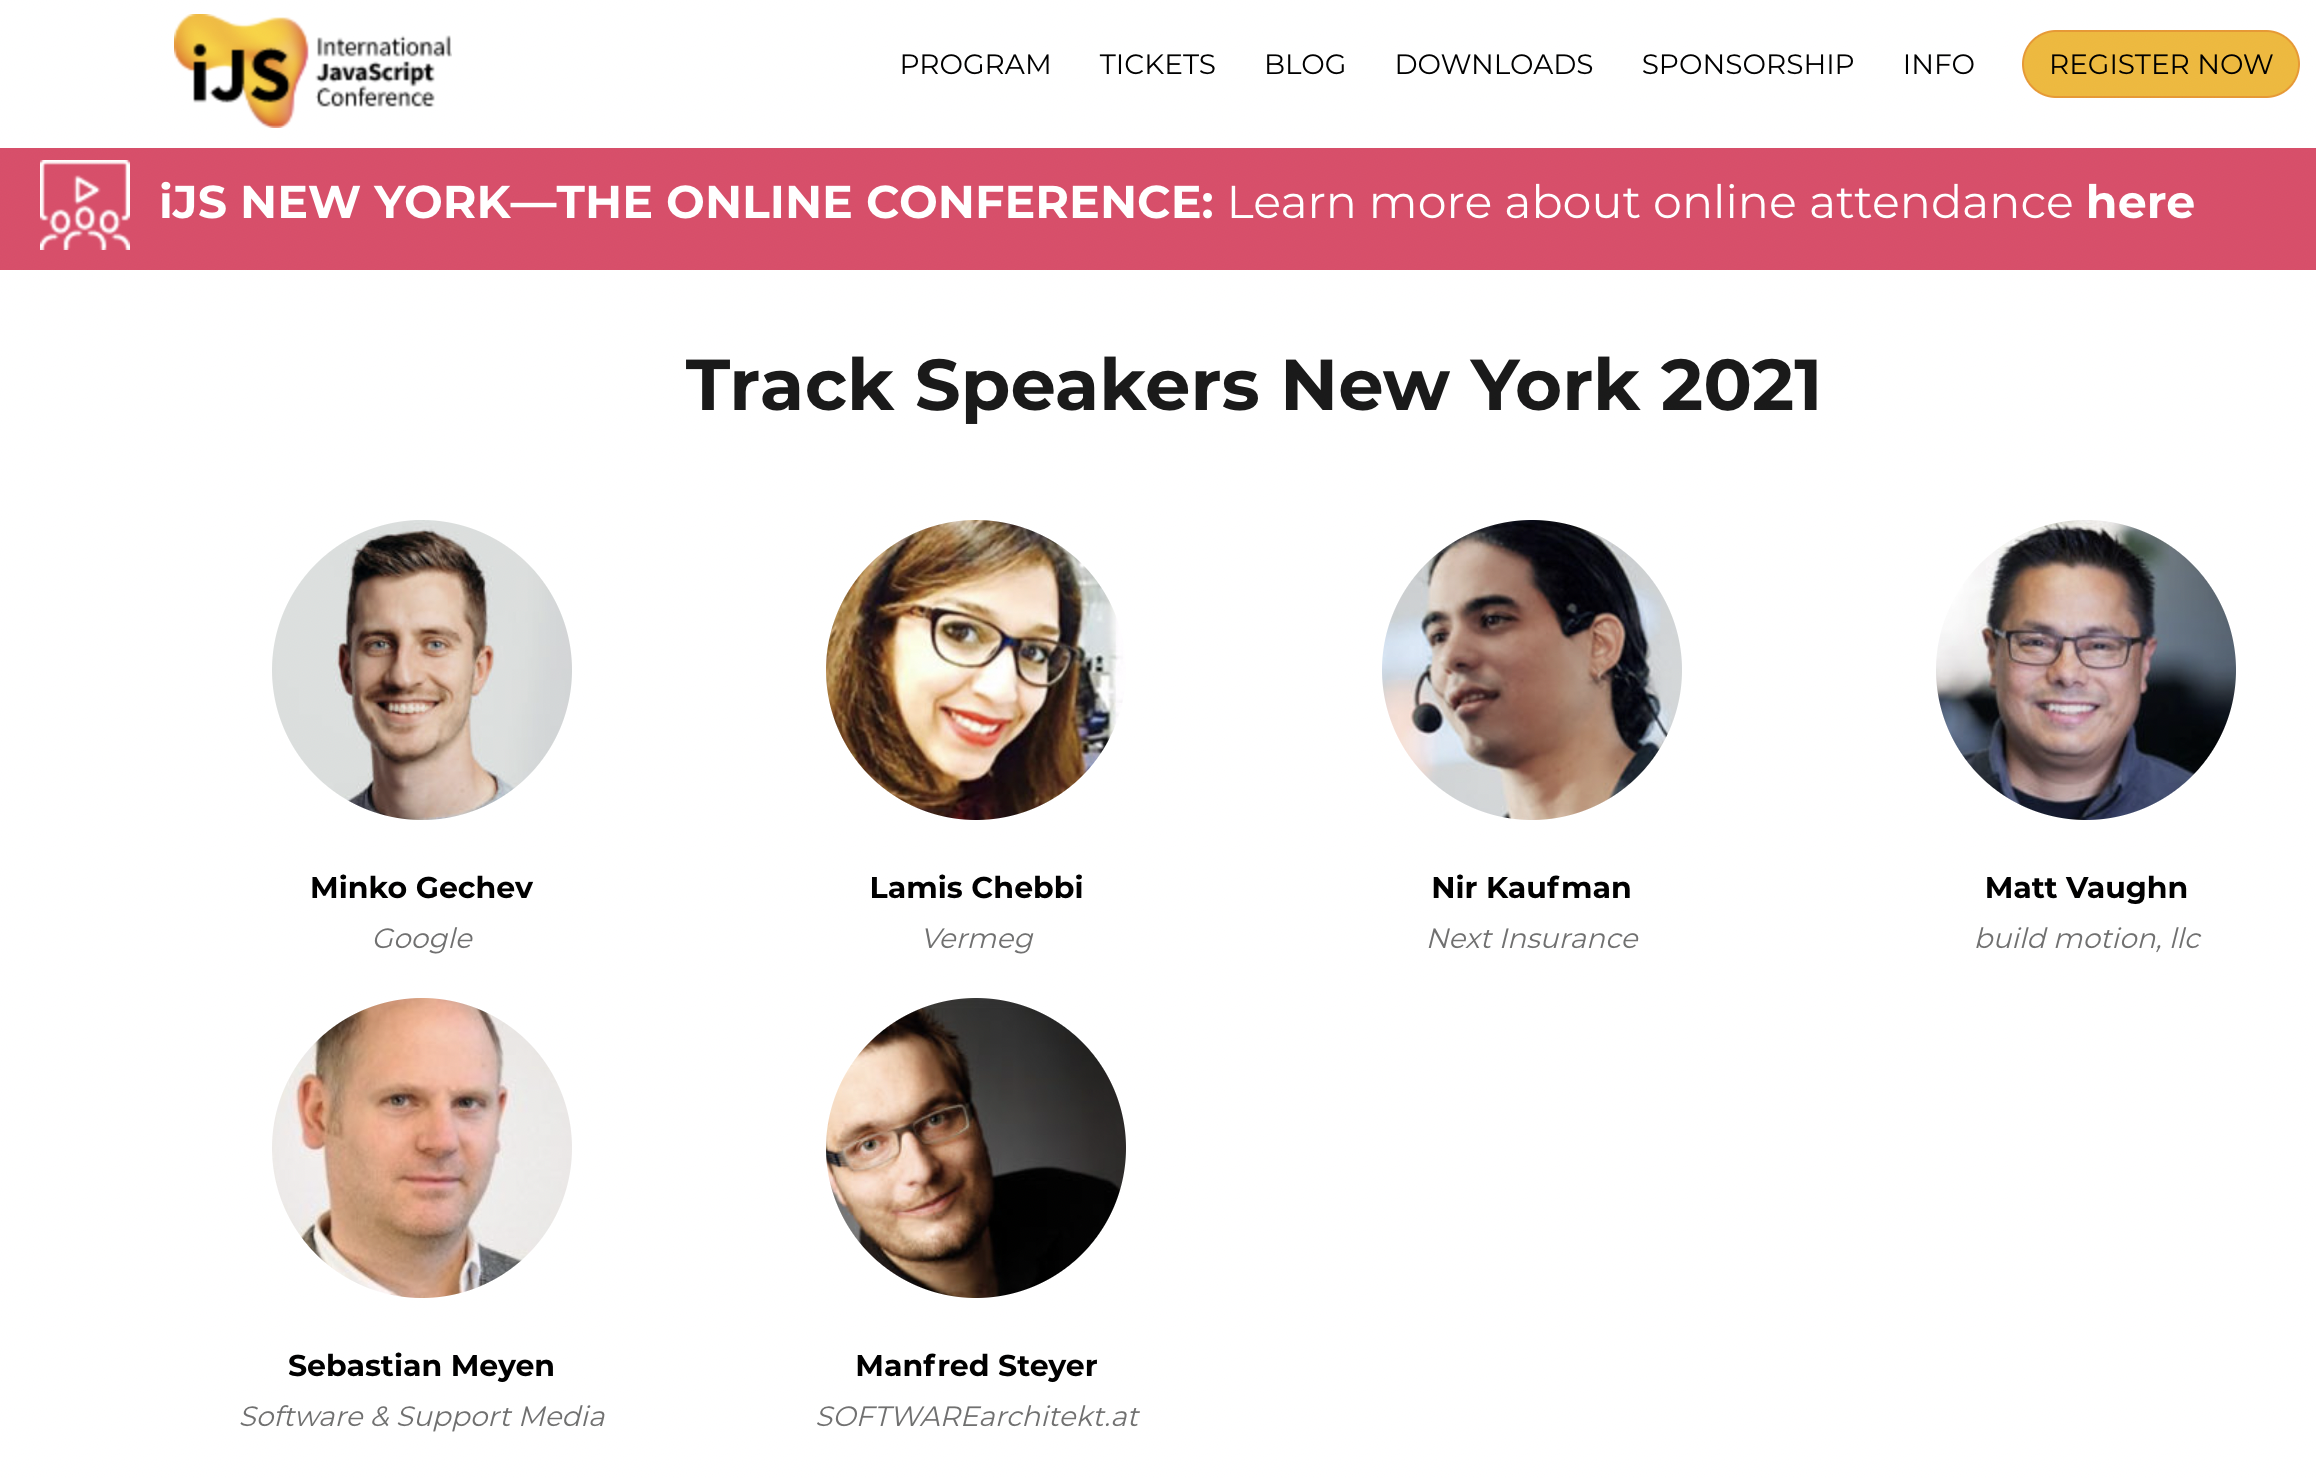 iJS International
JavaScript
Conference
PROGRAM TICKETS BLOG DOWNLOADS SPONSORSHIP INFO REGISTER NOW
iJS NEW YORK—THE ONLINE CONFERENCE: Learn more about online attendance here
Track Speakers New York 2021
Minko Gechev
Google
Lamis Chebbi
Vermeg
Nir Kaufman
Next Insurance
Matt Vaughn
build motion, llc
Sebastian Meyen
Software & Support Media
Manfred Steyer
SOFTWAREarchitekt.at